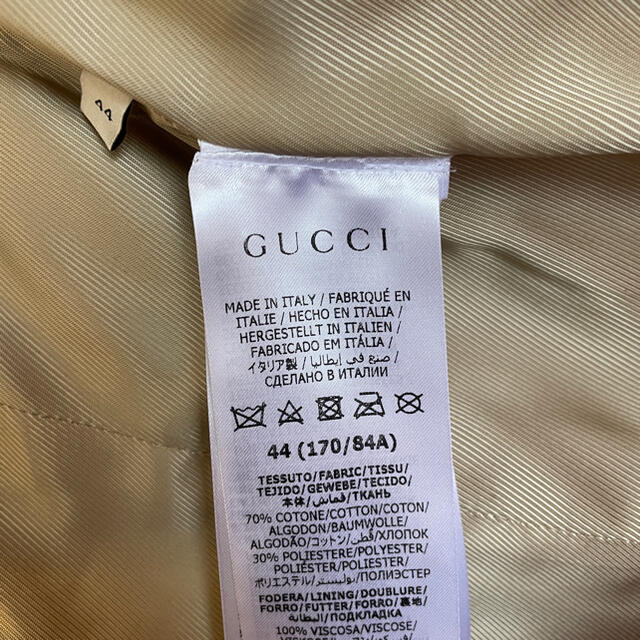 44
GUCCI
MADE IN ITALY / FABRIQUÉ EN
ITALIE / HECHO EN ITALIA /
HERGESTELLT IN ITALIEN /
FABRICADO EM ITÁLIA /
イタリア製 / صنع في إيطاليا /
СДЕЛАНО В ИТАЛИИ
44 (170/84A)
TESSUTO/FABRIC/TISSU/
TEJIDO/GEWEBE/TECIDO/
本体/قماش/ТКАНЬ
70% COTONE/COTTON/COTON/
ALGODON/BAUMWOLLE/
ALGODÃO/コットン/قطن/ХЛОПОК
30% POLIESTERE/POLYESTER/
POLIÉSTER/POLIESTER/
ポリエステル/بوليستر/ПОЛИЭСТЕР
FODERA/LINING/DOUBLURE/
FORRO/FUTTER/FORRO/裏地/
البطانة/ПОДКЛАДКА
100% VISCOSA/VISCOSE/